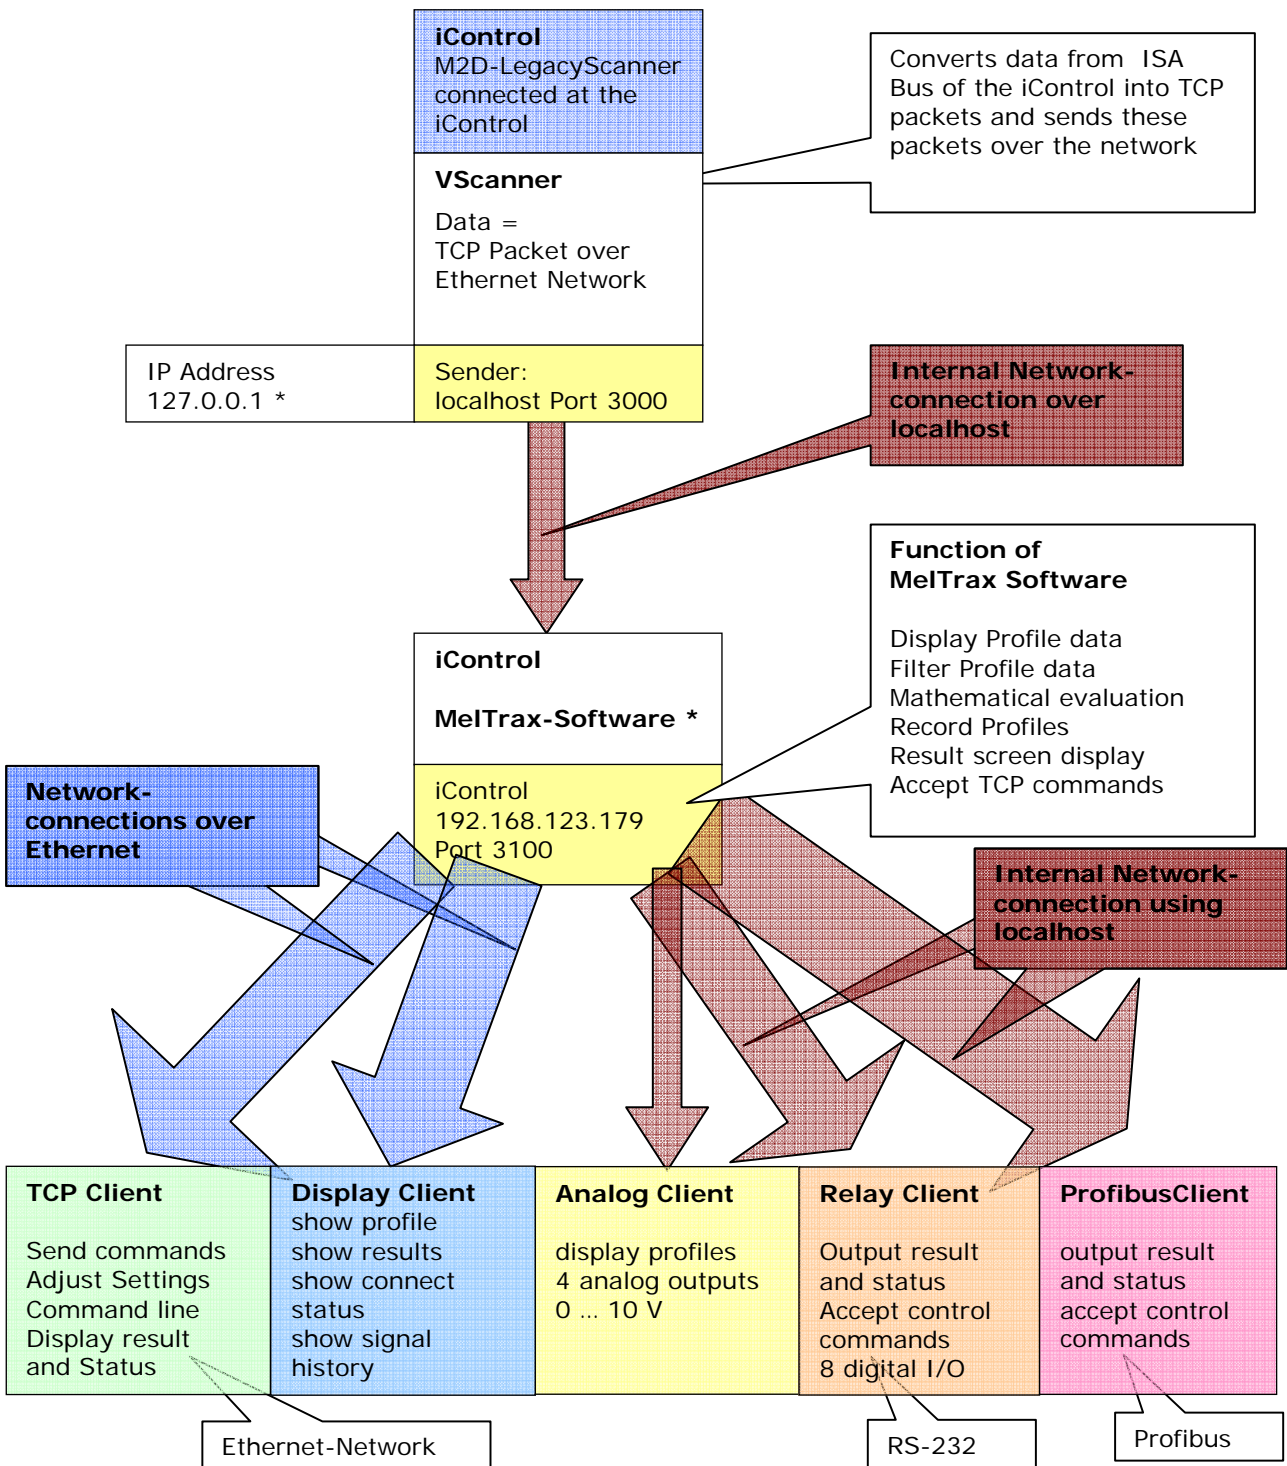 iControl
M2D-LegacyScanner
connected at the
iControl
Converts data from ISA
Bus of the iControl into TCP
packets and sends these
packets over the network
VScanner
Data =
TCP Packet over
Ethernet Network
IP Address
127.0.0.1 *
Sender:
localhost Port 3000
Internal Network-
connection over
localhost
Function of
MelTrax Software
Display Profile data
Filter Profile data
Mathematical evaluation
Record Profiles
Result screen display
Accept TCP commands
iControl
MelTrax-Software *
iControl
192.168.123.179
Port 3100
Network-
connections over
Ethernet
Internal Network-
connection using
localhost
TCP Client
Send commands
Adjust Settings
Command line
Display result
and Status
Display Client
show profile
show results
show connect
status
show signal
history
Analog Client
display profiles
4 analog outputs
0 ... 10 V
Relay Client
Output result
and status
Accept control
commands
8 digital I/O
ProfibusClient
output result
and status
accept control
commands
Ethernet-Network
RS-232
Profibus